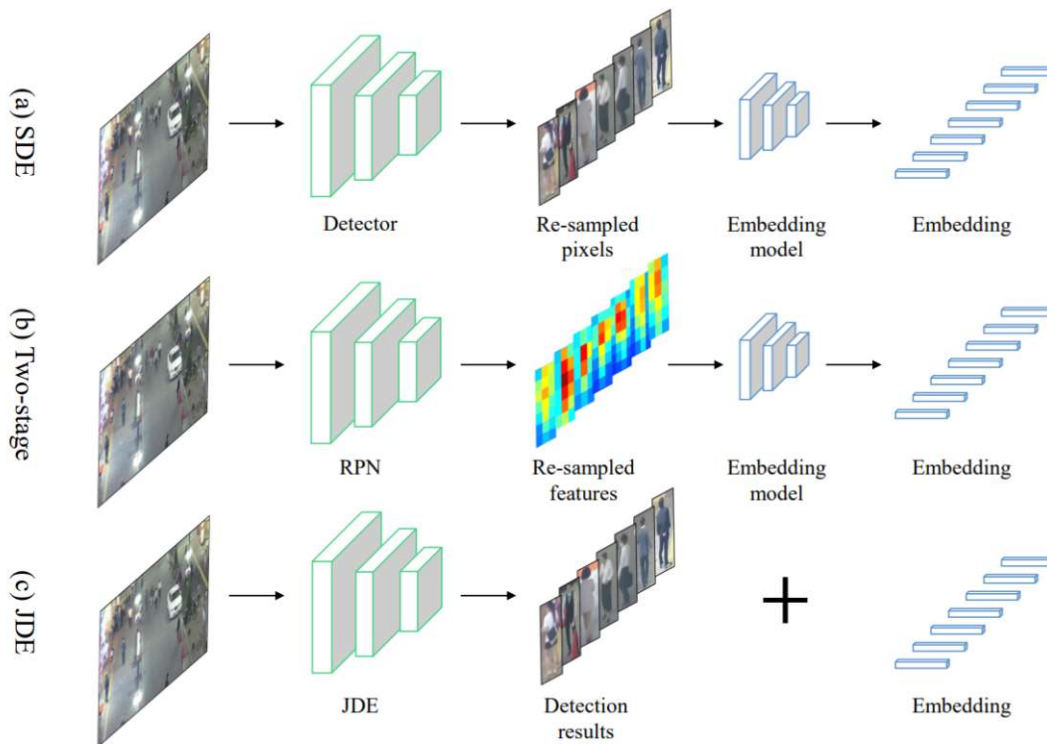 (a) SDE
Detector
Re-sampled
pixels
Embedding
model
Embedding
(b) Two-stage
RPN
Re-sampled
features
Embedding
model
Embedding
(c) JDE
JDE
Detection
results
+
Embedding